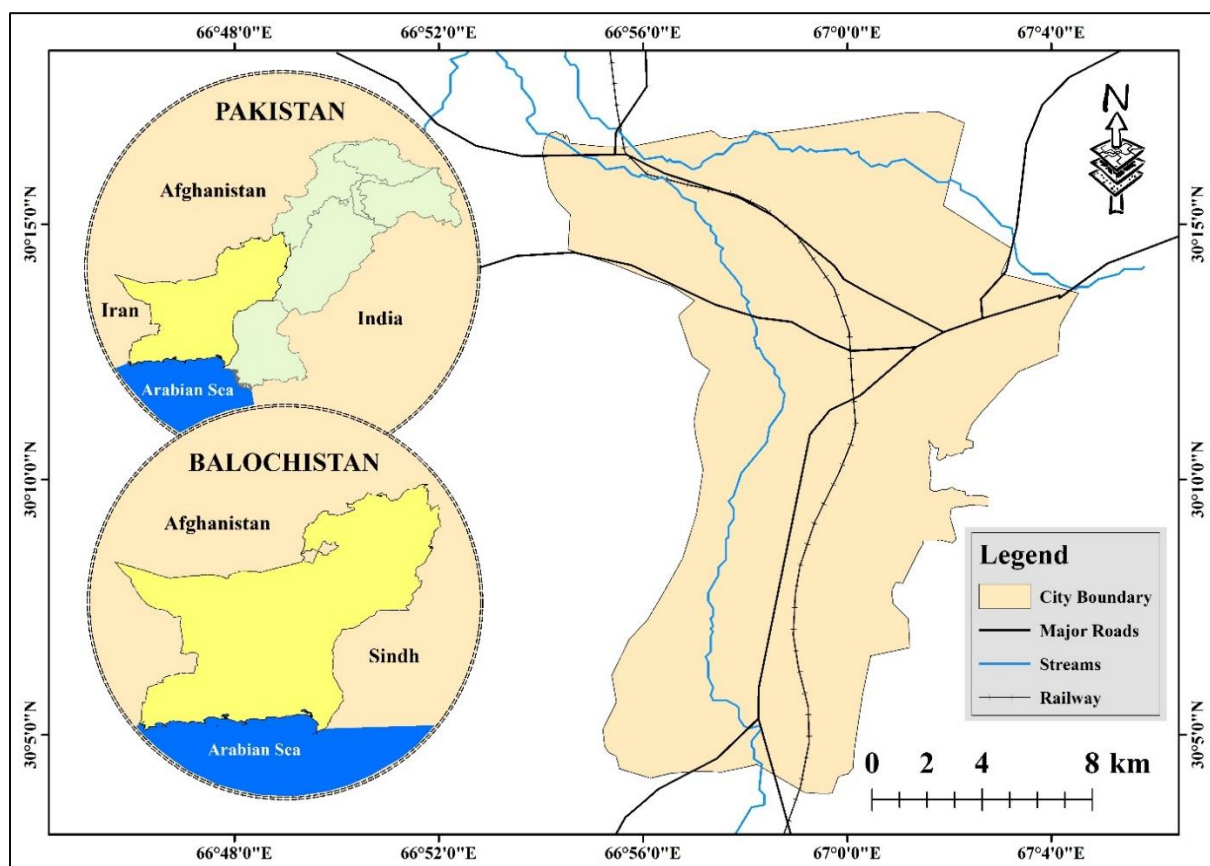 66°48'0"E 66°52'0"E 66°56'0"E 67°0'0"E 67°4'0"E
PAKISTAN
Afghanistan
Iran
India
Arabian Sea
BALOCHISTAN
Afghanistan
Sindh
Arabian Sea
N
30°15'0"N
30°10'0"N
30°5'0"N
30°15'0"N
30°10'0"N
30°5'0"N
Legend
City Boundary
Major Roads
Streams
Railway
0 2 4 8 km
66°48'0"E 66°52'0"E 66°56'0"E 67°0'0"E 67°4'0"E